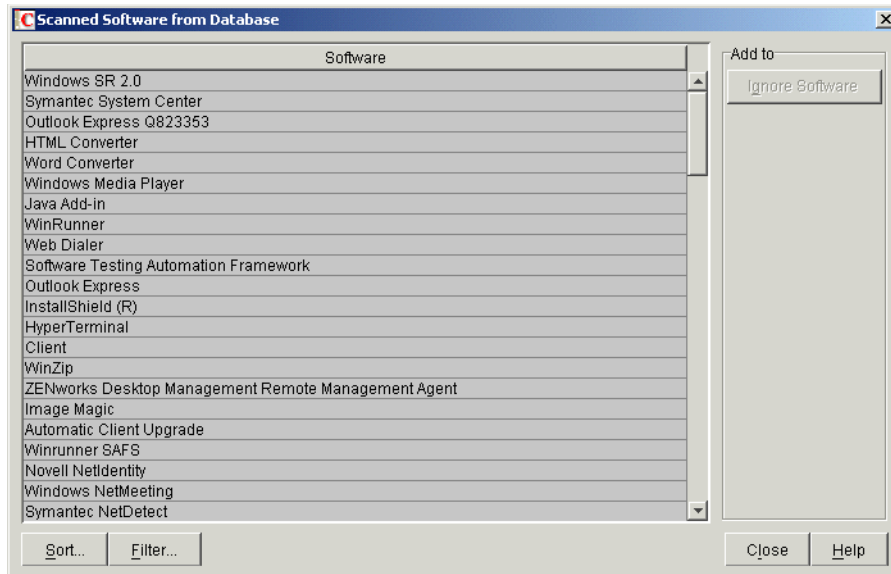 Scanned Software from Database
Software
Add to
Windows SR 2.0
Ignore Software
Symantec System Center
Outlook Express Q823353
HTML Converter
Word Converter
Windows Media Player
Java Add-in
WinRunner
Web Dialer
Software Testing Automation Framework
Outlook Express
InstallShield (R)
HyperTerminal
Client
WinZip
ZENworks Desktop Management Remote Management Agent
Image Magic
Automatic Client Upgrade
Winrunner SAFS
Novell NetIdentity
Windows NetMeeting
Symantec NetDetect
Sort... Filter... Close Help